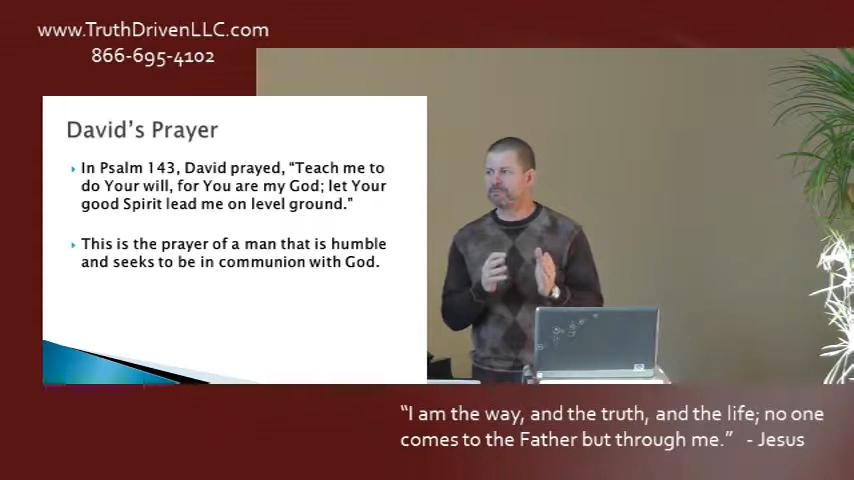 www.TruthDrivenLLC.com
866-695-4102
David's Prayer
In Psalm 143, David prayed, "Teach me to
do Your will, for You are my God; let Your
good Spirit lead me on level ground."
This is the prayer of a man that is humble
and seeks to be in communion with God.
"I am the way, and the truth, and the life; no one
comes to the Father but through me." - Jesus